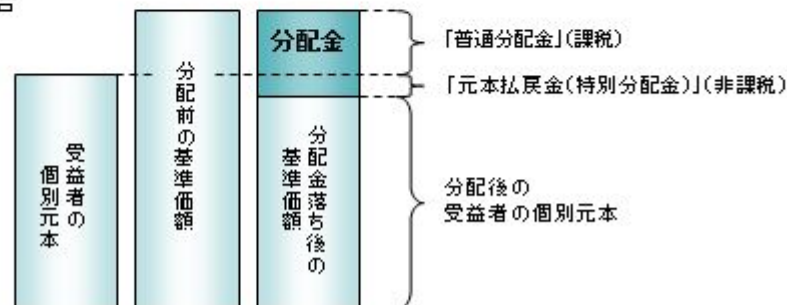 受益者の
個別元本
分配前の基準価額
分配金
分配金落ち後の
基準価額
「普通分配金」(課税)
「元本払戻金(特別分配金)」(非課税)
分配後の
受益者の個別元本